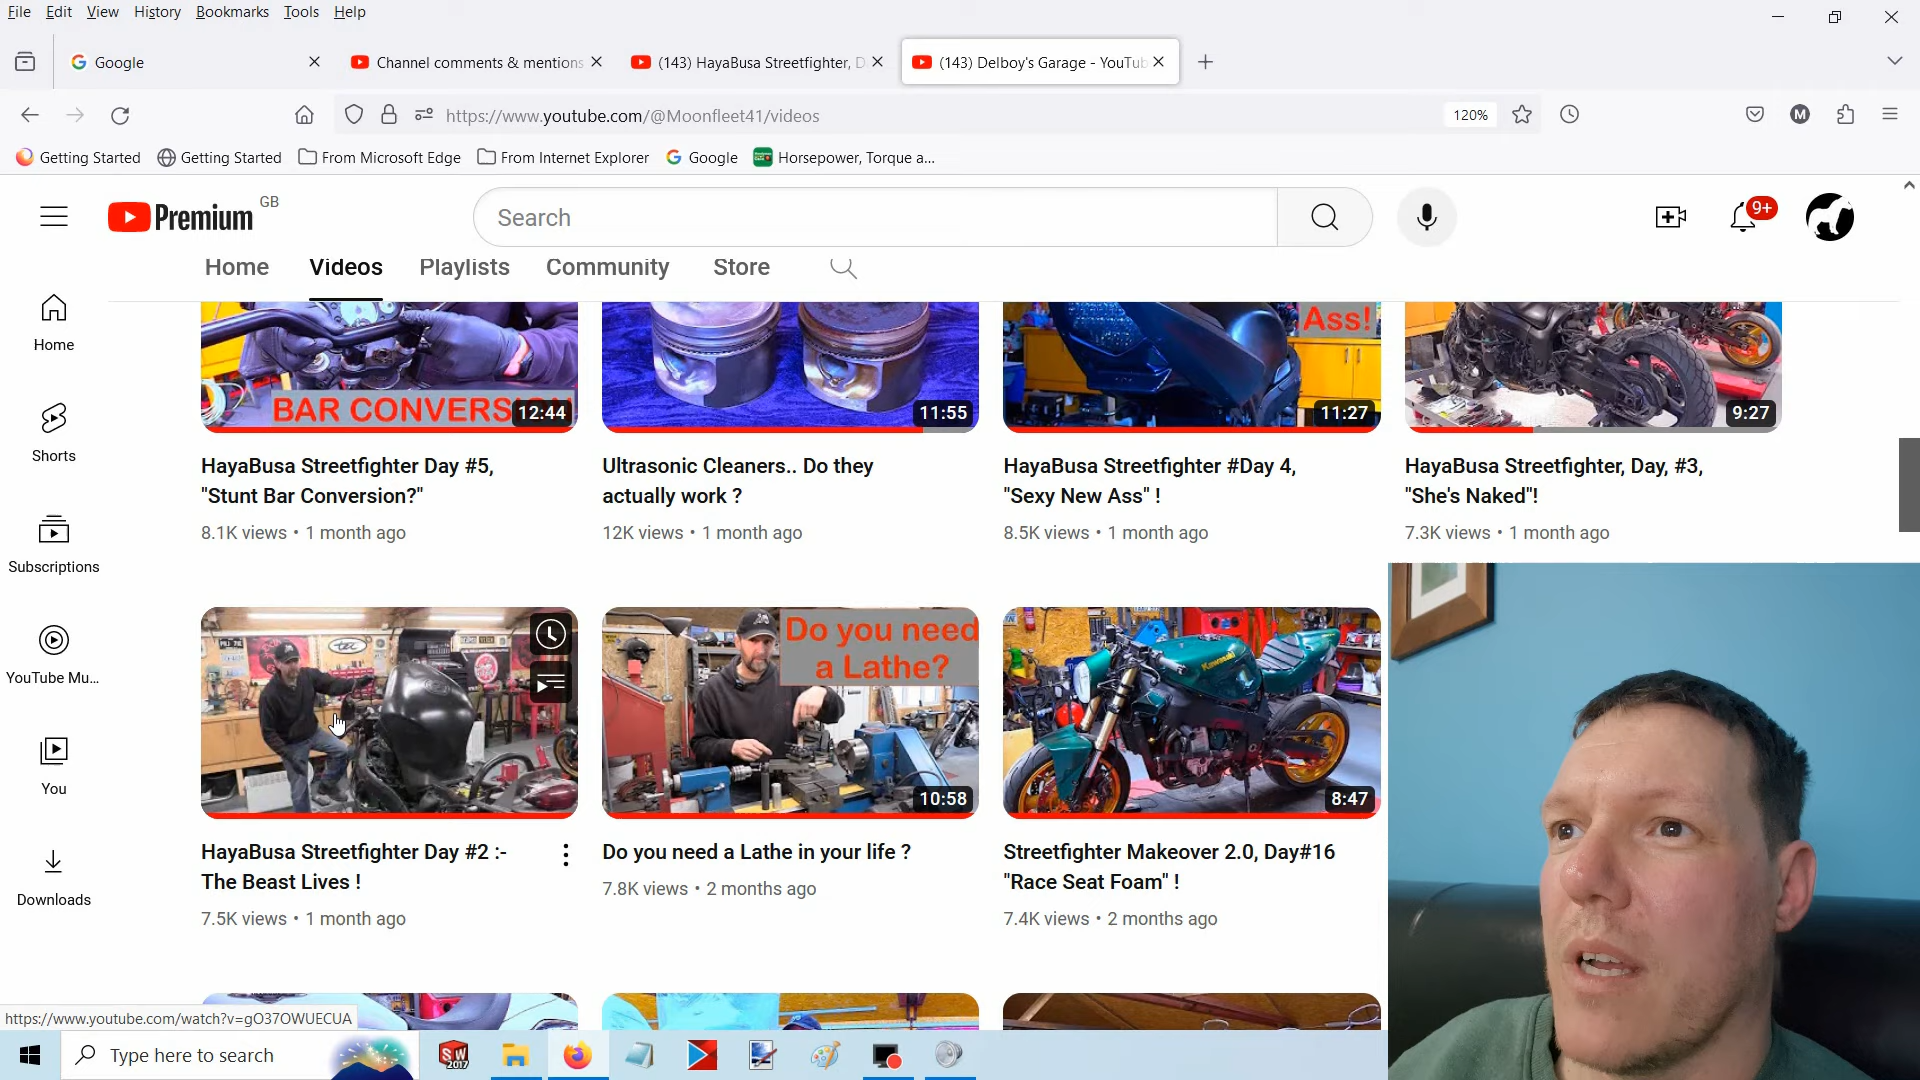 File Edit View History Bookmarks Tools Help
Google
Channel comments & mentions
(143) HayaBusa Streetfighter, D
(143) Delboy's Garage - YouTub
https://www.youtube.com/@Moonfleet41/videos
120%
M
Getting Started
Getting Started
From Microsoft Edge
From Internet Explorer
Google
Horsepower, Torque a...
Premium GB
Search
9+
Home Videos Playlists Community Store
Home
Shorts
Subscriptions
YouTube Mu...
You
Downloads
BAR CONVERS
12:44
HayaBusa Streetfighter Day #5,
"Stunt Bar Conversion?"
8.1K views • 1 month ago
11:55
Ultrasonic Cleaners.. Do they
actually work ?
12K views • 1 month ago
Ass!
11:27
HayaBusa Streetfighter #Day 4,
"Sexy New Ass" !
8.5K views • 1 month ago
9:27
HayaBusa Streetfighter, Day, #3,
"She's Naked"!
7.3K views • 1 month ago
HayaBusa Streetfighter Day #2 :-
The Beast Lives !
7.5K views • 1 month ago
Do you need
a Lathe?
10:58
Do you need a Lathe in your life ?
7.8K views • 2 months ago
Kawasaki
8:47
Streetfighter Makeover 2.0, Day#16
"Race Seat Foam" !
7.4K views • 2 months ago
https://www.youtube.com/watch?v=gO37OWUECUA
Type here to search
SW
2017